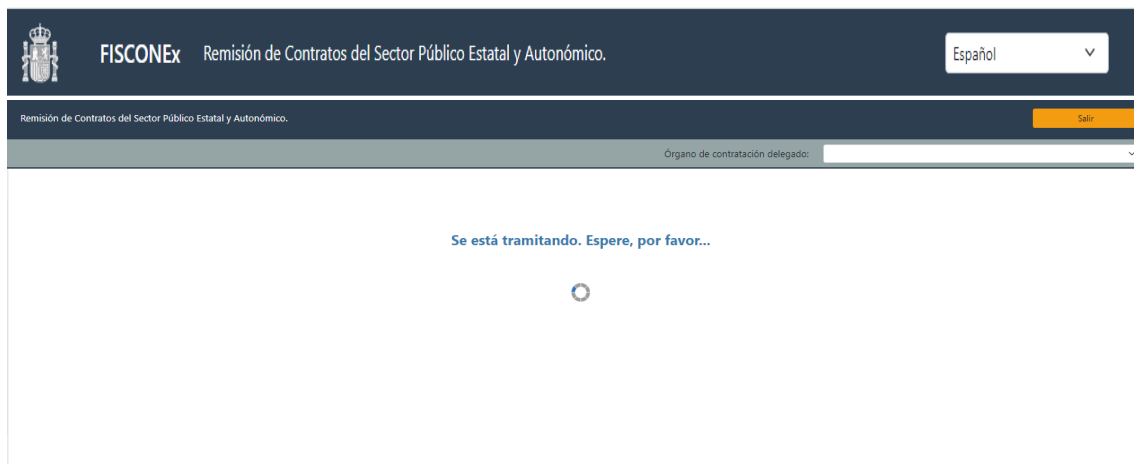 FISCONEx Remisión de Contratos del Sector Público Estatal y Autonómico. Español
Remisión de Contratos del Sector Público Estatal y Autonómico. Salir
Órgano de contratación delegado:
Se está tramitando. Espere, por favor...